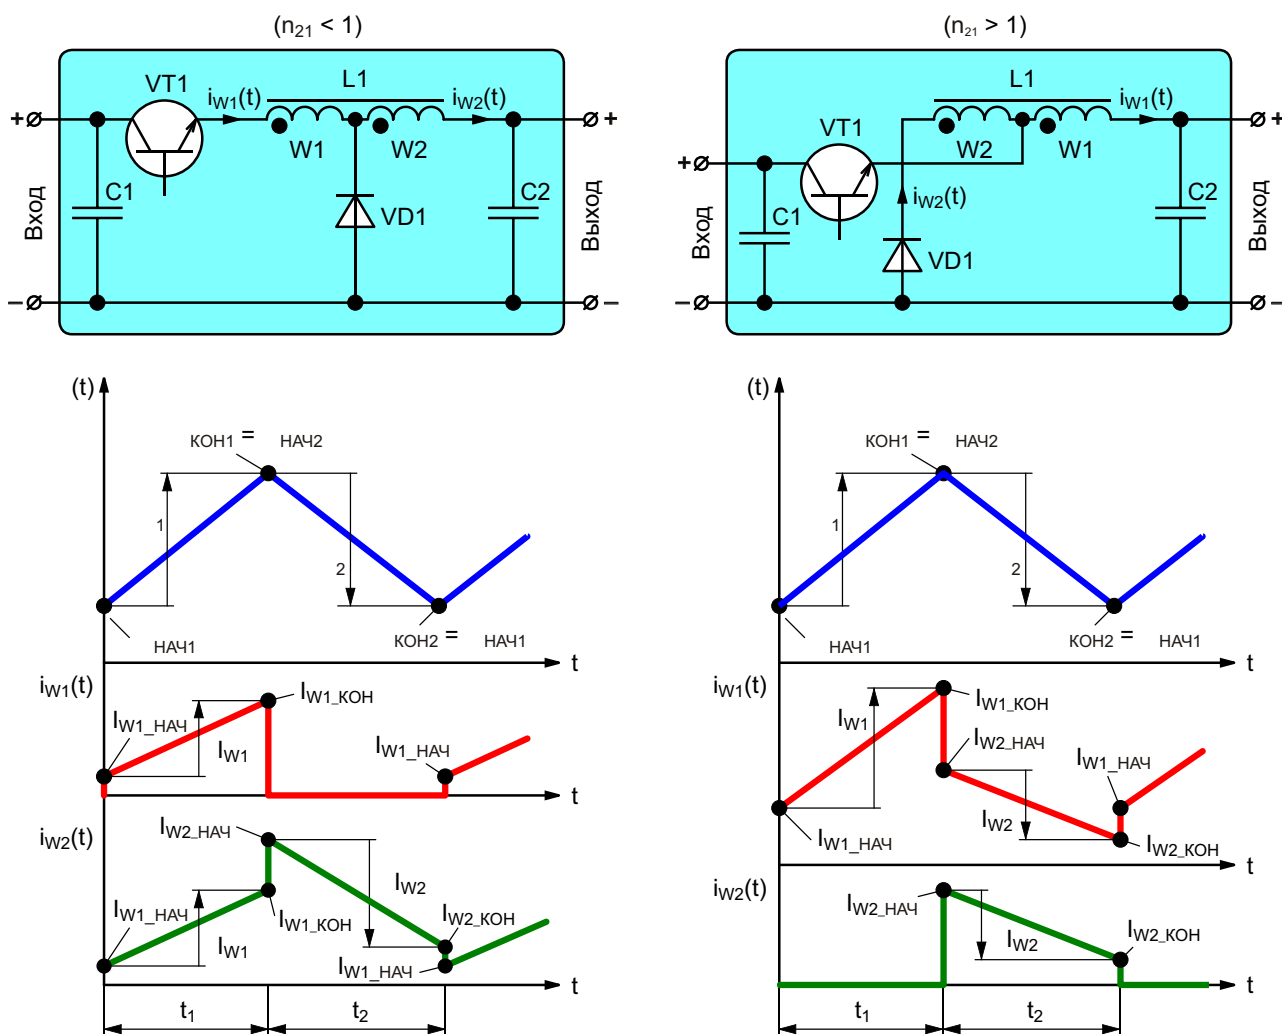 (n21 < 1)
VT1
iW1(t)
L1
iW2(t)
+
+
W1
W2
C1
VD1
C2
Вход
Выход
–
–
(n21 > 1)
L1
iW1(t)
+
VT1
W2
W1
+
C1
iW2(t)
VD1
C2
Вход
Выход
–
–
(t)
КОН1 = НАЧ2
1
2
НАЧ1
КОН2 = НАЧ1
t
iW1(t)
IW1_НАЧ
IW1
IW1_КОН
IW1_НАЧ
t
iW2(t)
IW2_НАЧ
IW1_НАЧ
IW1
IW1_КОН
IW2
IW2_КОН
IW1_НАЧ
t
t1
t2
(t)
КОН1 = НАЧ2
1
2
НАЧ1
КОН2 = НАЧ1
t
iW1(t)
IW1
IW1_КОН
IW2_НАЧ
IW1_НАЧ
IW1_НАЧ
IW2
IW2_КОН
t
iW2(t)
IW2_НАЧ
IW2
IW2_КОН
t
t1
t2